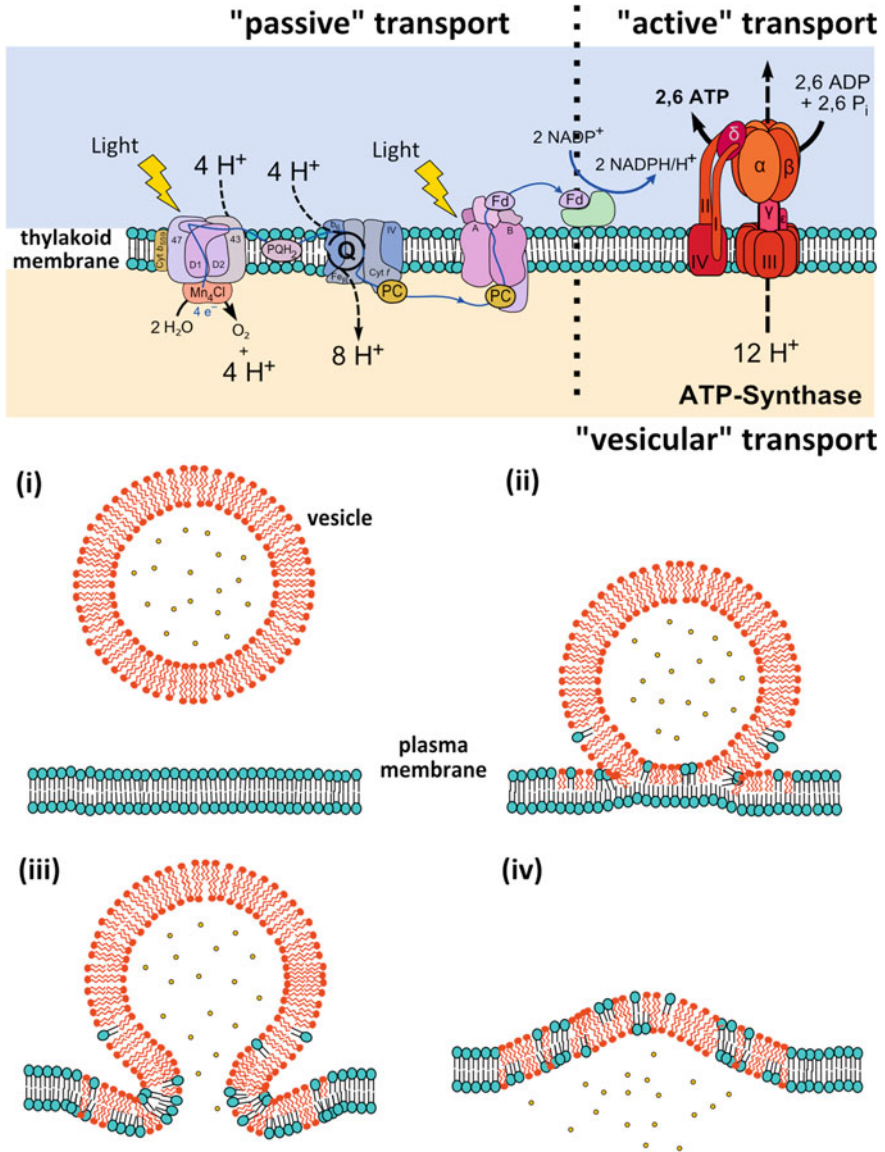 "passive" transport
"active" transport
Light
4 H⁺
4 H⁺
Light
2 NADP⁺
2 NADPH/H⁺
2,6 ATP
2,6 ADP
+ 2,6 Pᵢ
δ
α
β
γ
II
I
IV
III
Fd
Fd
thylakoid
membrane
Cyt b₅₅₉
47
43
D1
D2
PQH₂
Q
IV
Cyt f
A
B
Mn₄Cl
4 e⁻
PC
PC
2 H₂O
O₂
+
4 H⁺
8 H⁺
12 H⁺
ATP-Synthase
"vesicular" transport
(i)
vesicle
(ii)
plasma
membrane
(iii)
(iv)